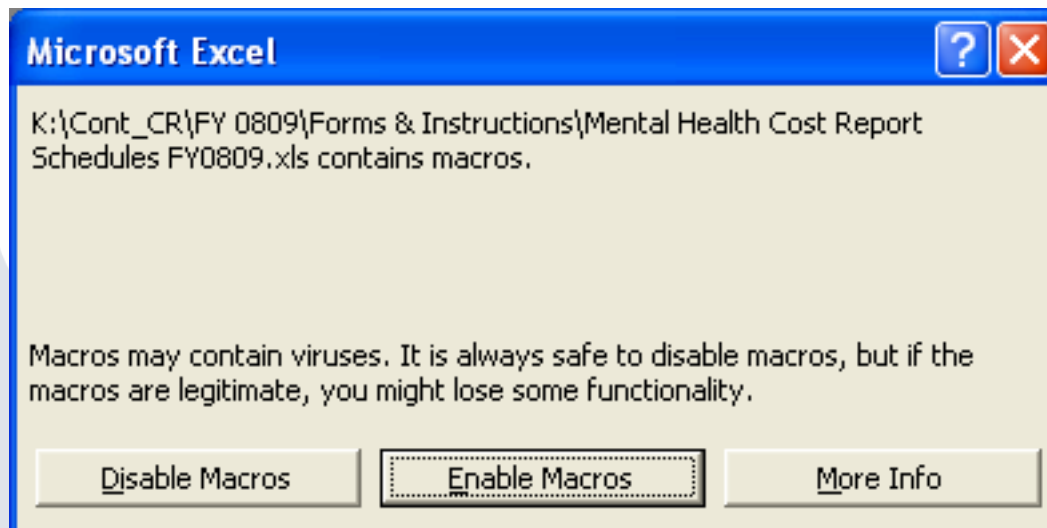 Microsoft Excel
K:\Cont_CR\FY 0809\Forms & Instructions\Mental Health Cost Report
Schedules FY0809.xls contains macros.
Macros may contain viruses. It is always safe to disable macros, but if the
macros are legitimate, you might lose some functionality.
Disable Macros Enable Macros More Info